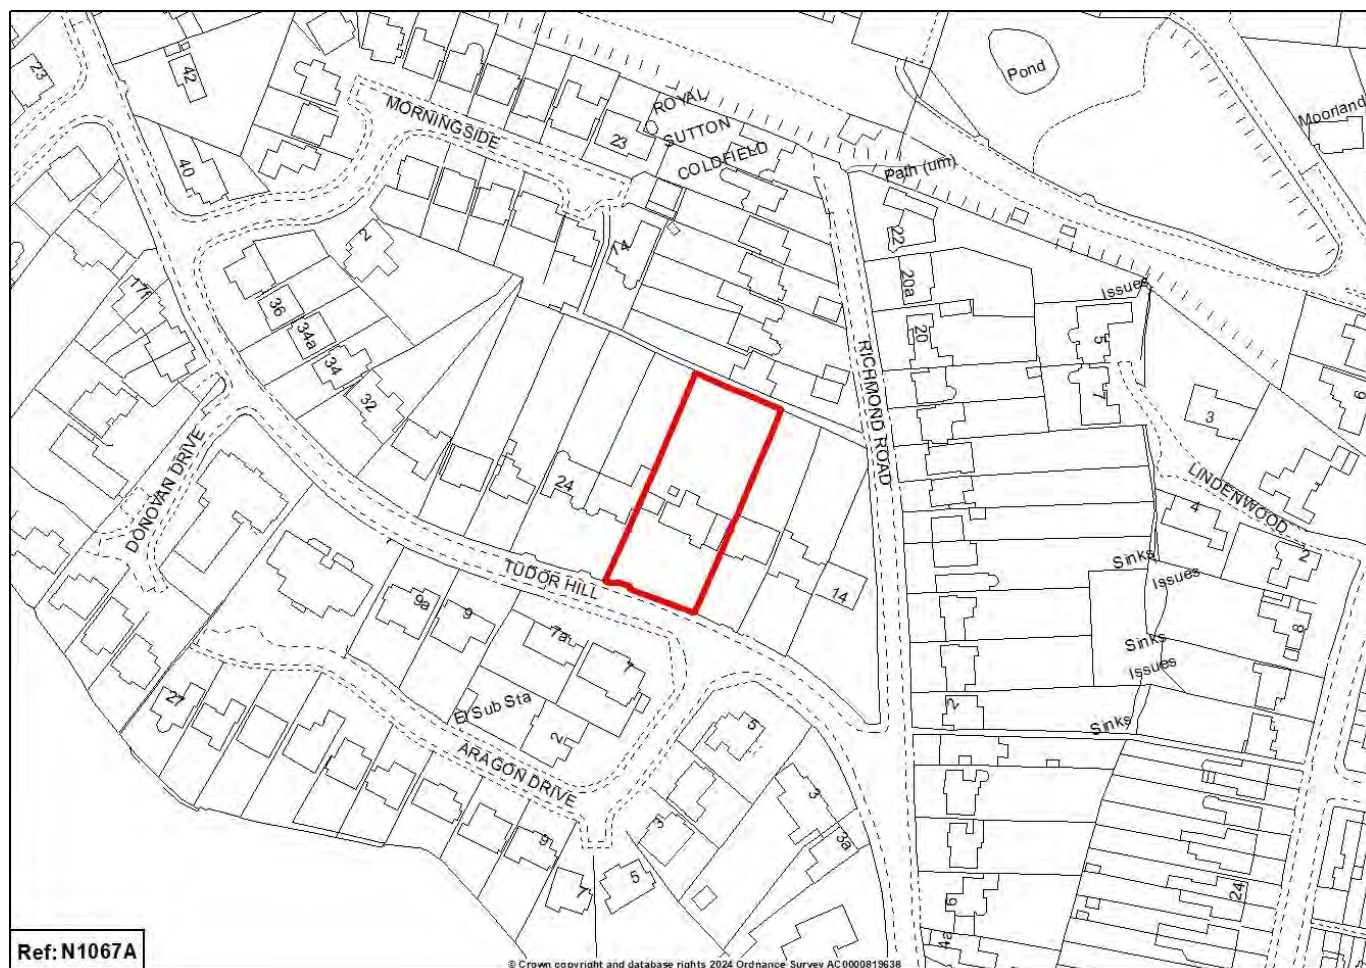 23
42
40
MORNINGSIDE
23
ROYAL
SUTTON
COLDFIELD
Pond
Moorland
Path (um)
2
14
22
20a
20
Issues
5
7
3
6
17f
36
34a
34
32
RICHMOND ROAD
LINDENWOOD
4
2
8
DONOVAN DRIVE
24
TUDOR HILL
14
Sinks
Issues
Sinks
Issues
Sinks
9a
9
7a
1
27
El Sub Sta
2
ARAGON DRIVE
5
3
3a
3
2
9
7
5
6
4a
24
Ref: N1067A
© Crown copyright and database rights 2024 Ordnance Survey AC0000819638